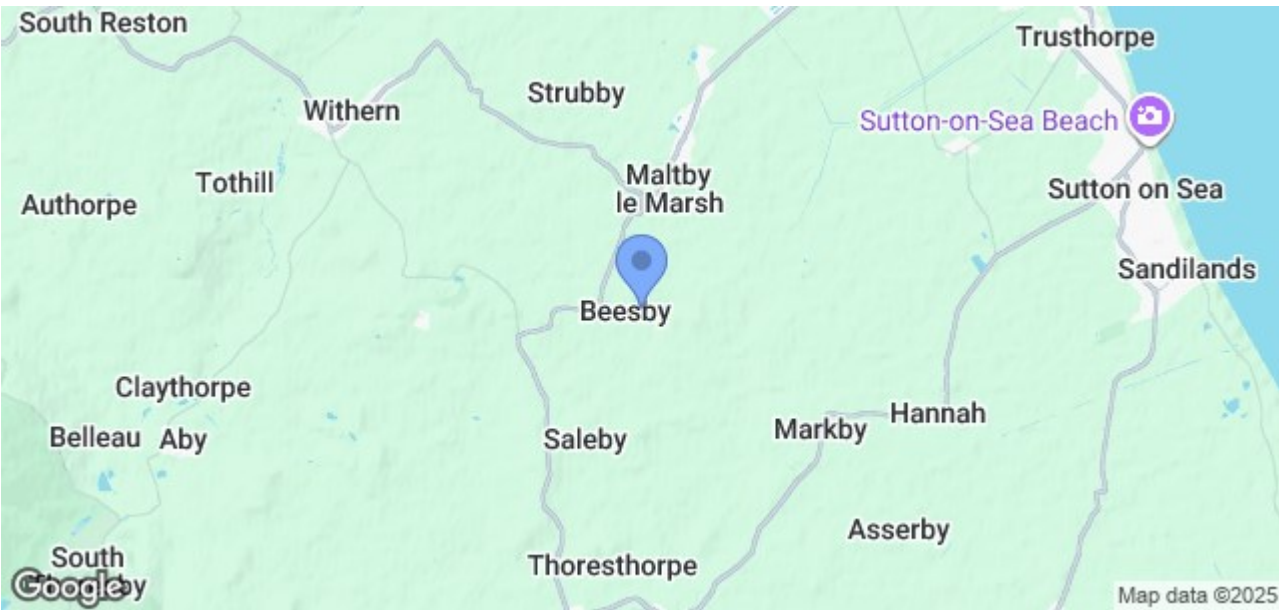 South Reston
Trusthorpe
Strubby
Withern
Sutton-on-Sea Beach
Maltby
le Marsh
Tothill
Sutton on Sea
Authorpe
Sandilands
Beesby
Claythorpe
Hannah
Markby
Belleau
Aby
Saleby
Asserby
South
Thoresthorpe
Google
Map data ©2025